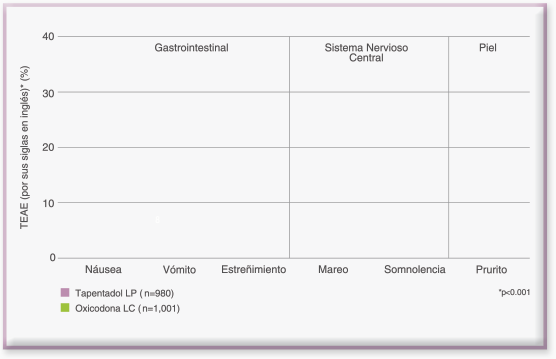 TEAE (por sus siglas en inglés)* (%)
40
30
20
10
0
Gastrointestinal
Sistema Nervioso
Central
Piel
Náusea
Vómito
Estreñimiento
Mareo
Somnolencia
Prurito
Tapentadol LP (n=980)
Oxicodona LC (n=1,001)
*p<0.001